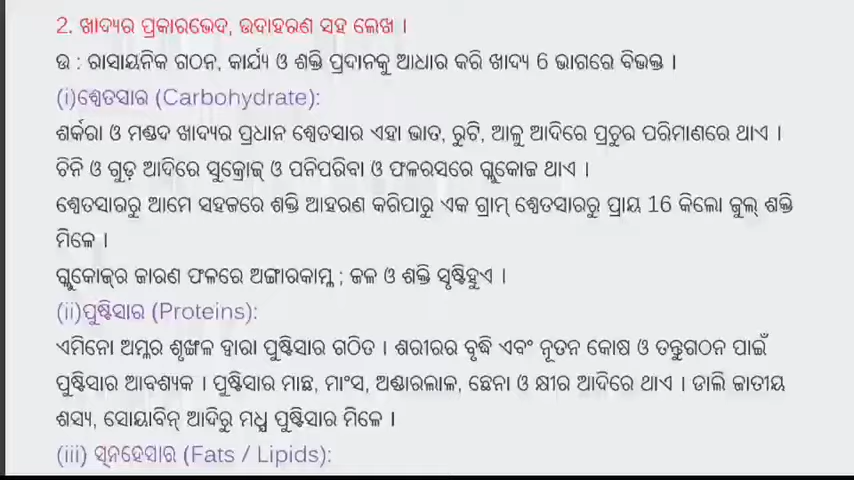 2. ଖାଦ୍ୟର ପ୍ରକାରଭେଦ, ଉଦାହରଣ ସହ ଲେଖ ।
ଉ : ରାସାୟନିକ ଗଠନ, କାର୍ଯ୍ୟ ଓ ଶକ୍ତି ପ୍ରଦାନକୁ ଆଧାର କରି ଖାଦ୍ୟ 6 ଭାଗରେ ବିଭକ୍ତ ।
(i)ଶ୍ଵେତସାର (Carbohydrate):
ଶର୍କରା ଓ ମଣ୍ଡଦ ଖାଦ୍ୟର ପ୍ରଧାନ ଶ୍ଵେତସାର ଏହା ଭାତ, ରୁଟି, ଆଳୁ ଆଦିରେ ପ୍ରଚୁର ପରିମାଣରେ ଥାଏ ।
ଚିନି ଓ ଗୁଡ଼ ଆଦିରେ ସୁକ୍ରୋଜ୍ ଓ ପନିପରିବା ଓ ଫଳରସରେ ଗ୍ଲୁକୋଜ ଥାଏ ।
ଶ୍ଵେତସାରରୁ ଆମେ ସହଜରେ ଶକ୍ତି ଆହରଣ କରିପାରୁ ଏକ ଗ୍ରାମ୍ ଶ୍ଵେତସାରରୁ ପ୍ରାୟ 16 କିଲୋ ଜୁଲ୍ ଶକ୍ତି
ମିଳେ ।
ଗ୍ଲୁକୋଜ୍‌ର ଜାରଣ ଫଳରେ ଅଙ୍ଗାରକାମ୍ଳ ; ଜଳ ଓ ଶକ୍ତି ସୃଷ୍ଟିହୁଏ ।
(ii)ପୁଷ୍ଟିସାର (Proteins):
ଏମିନୋ ଅମ୍ଳର ଶୃଙ୍ଖଳ ଦ୍ଵାରା ପୁଷ୍ଟିସାର ଗଠିତ । ଶରୀରର ବୃଦ୍ଧି ଏବଂ ନୂତନ କୋଷ ଓ ତନ୍ତୁଗଠନ ପାଇଁ
ପୁଷ୍ଟିସାର ଆବଶ୍ୟକ । ପୁଷ୍ଟିସାର ମାଛ, ମାଂସ, ଅଣ୍ଡାରଲାଳ, ଛେନା ଓ କ୍ଷୀର ଆଦିରେ ଥାଏ । ଡାଲି ଜାତୀୟ
ଶସ୍ୟ, ସୋୟାବିନ୍ ଆଦିରୁ ମଧ୍ଯ ପୁଷ୍ଟିସାର ମିଳେ ।
(iii) ସ୍ନିହେସାର (Fats / Lipids):